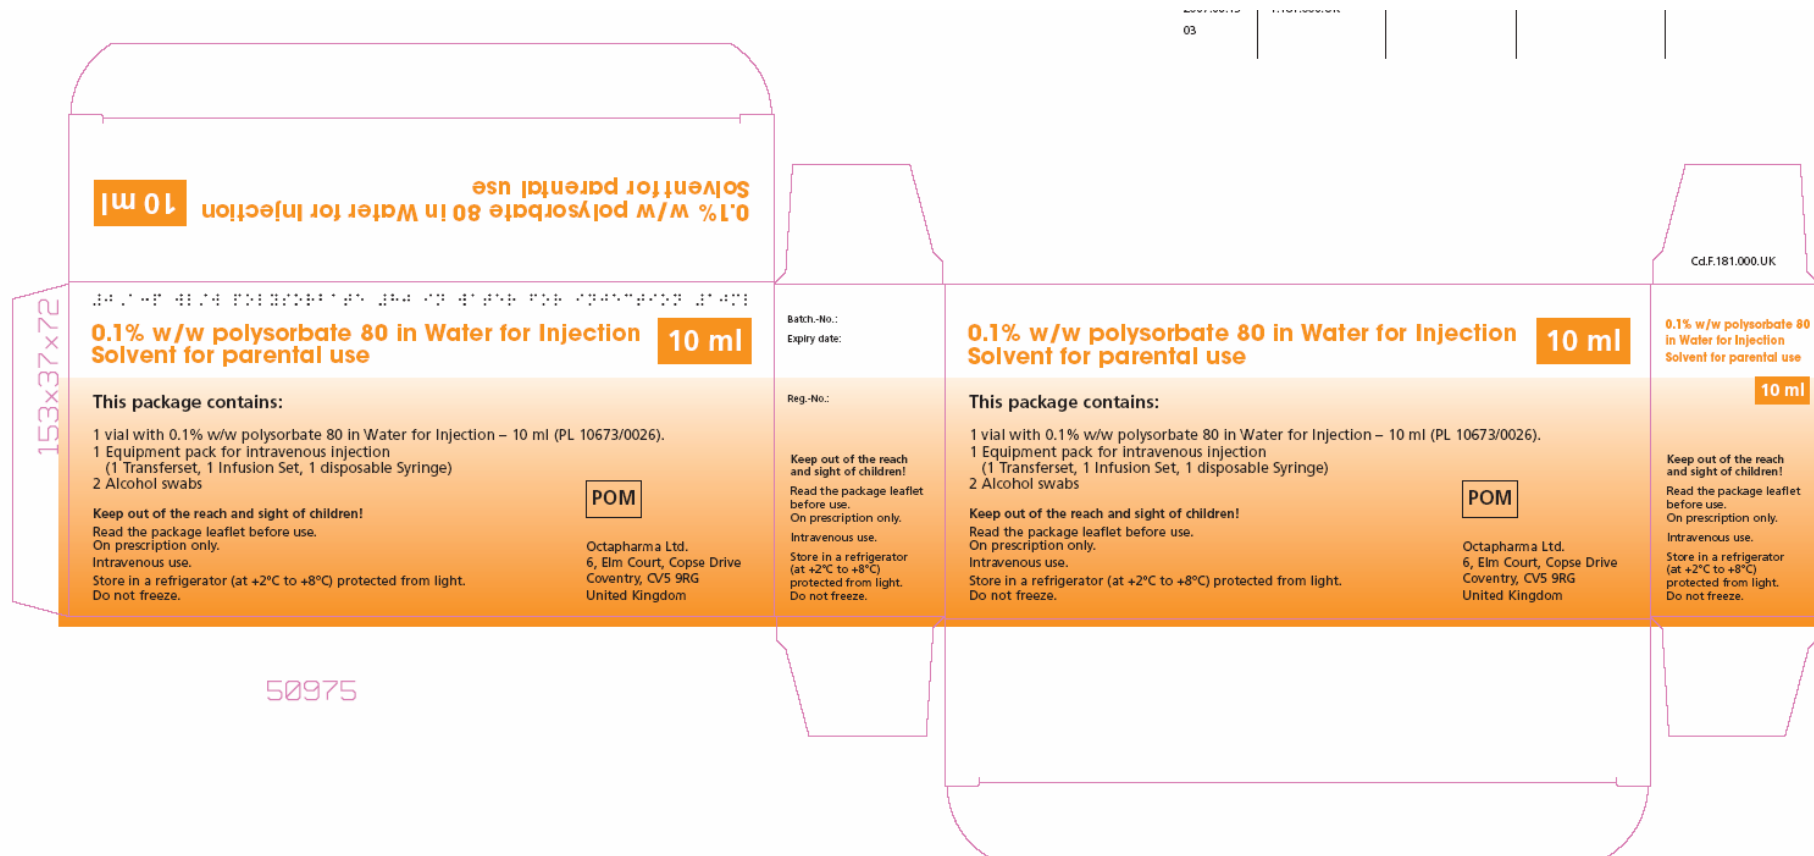 03
Cd.F.181.000.UK
0.1% w/w polysorbate 80 in Water for Injection
Solvent for parental use
10 ml
153x37x72
0.1% w/w polysorbate 80 in Water for Injection
Solvent for parental use
10 ml
This package contains:
1 vial with 0.1% w/w polysorbate 80 in Water for Injection – 10 ml (PL 10673/0026).
1 Equipment pack for intravenous injection
(1 Transferset, 1 Infusion Set, 1 disposable Syringe)
2 Alcohol swabs
POM
Keep out of the reach and sight of children!
Read the package leaflet before use.
On prescription only.
Intravenous use.
Store in a refrigerator (at +2°C to +8°C) protected from light.
Do not freeze.
Octapharma Ltd.
6, Elm Court, Copse Drive
Coventry, CV5 9RG
United Kingdom
Batch.-No.:
Expiry date:
Reg.-No.:
Keep out of the reach
and sight of children!
Read the package leaflet
before use.
On prescription only.
Intravenous use.
Store in a refrigerator
(at +2°C to +8°C)
protected from light.
Do not freeze.
0.1% w/w polysorbate 80 in Water for Injection
Solvent for parental use
10 ml
This package contains:
1 vial with 0.1% w/w polysorbate 80 in Water for Injection – 10 ml (PL 10673/0026).
1 Equipment pack for intravenous injection
(1 Transferset, 1 Infusion Set, 1 disposable Syringe)
2 Alcohol swabs
POM
Keep out of the reach and sight of children!
Read the package leaflet before use.
On prescription only.
Intravenous use.
Store in a refrigerator (at +2°C to +8°C) protected from light.
Do not freeze.
Octapharma Ltd.
6, Elm Court, Copse Drive
Coventry, CV5 9RG
United Kingdom
0.1% w/w polysorbate 80
in Water for Injection
Solvent for parental use
10 ml
Keep out of the reach
and sight of children!
Read the package leaflet
before use.
On prescription only.
Intravenous use.
Store in a refrigerator
(at +2°C to +8°C)
protected from light.
Do not freeze.
50975